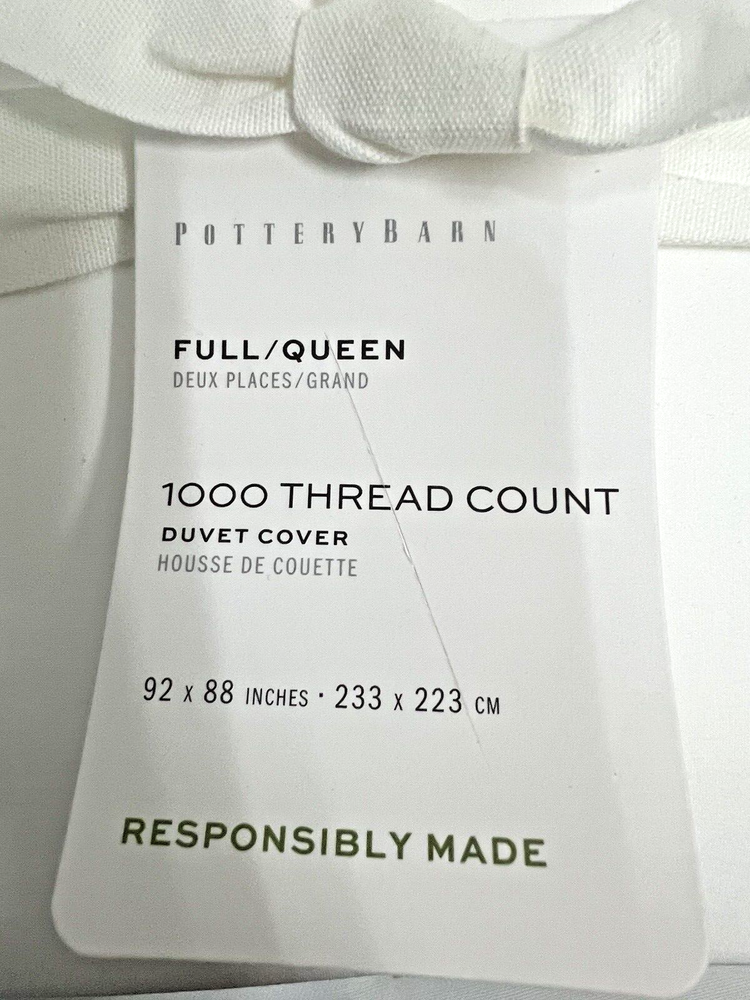 POTTERYBARN
FULL/QUEEN
DEUX PLACES/GRAND
1000 THREAD COUNT
DUVET COVER
HOUSSE DE COUETTE
92 x 88 INCHES · 233 x 223 CM
RESPONSIBLY MADE